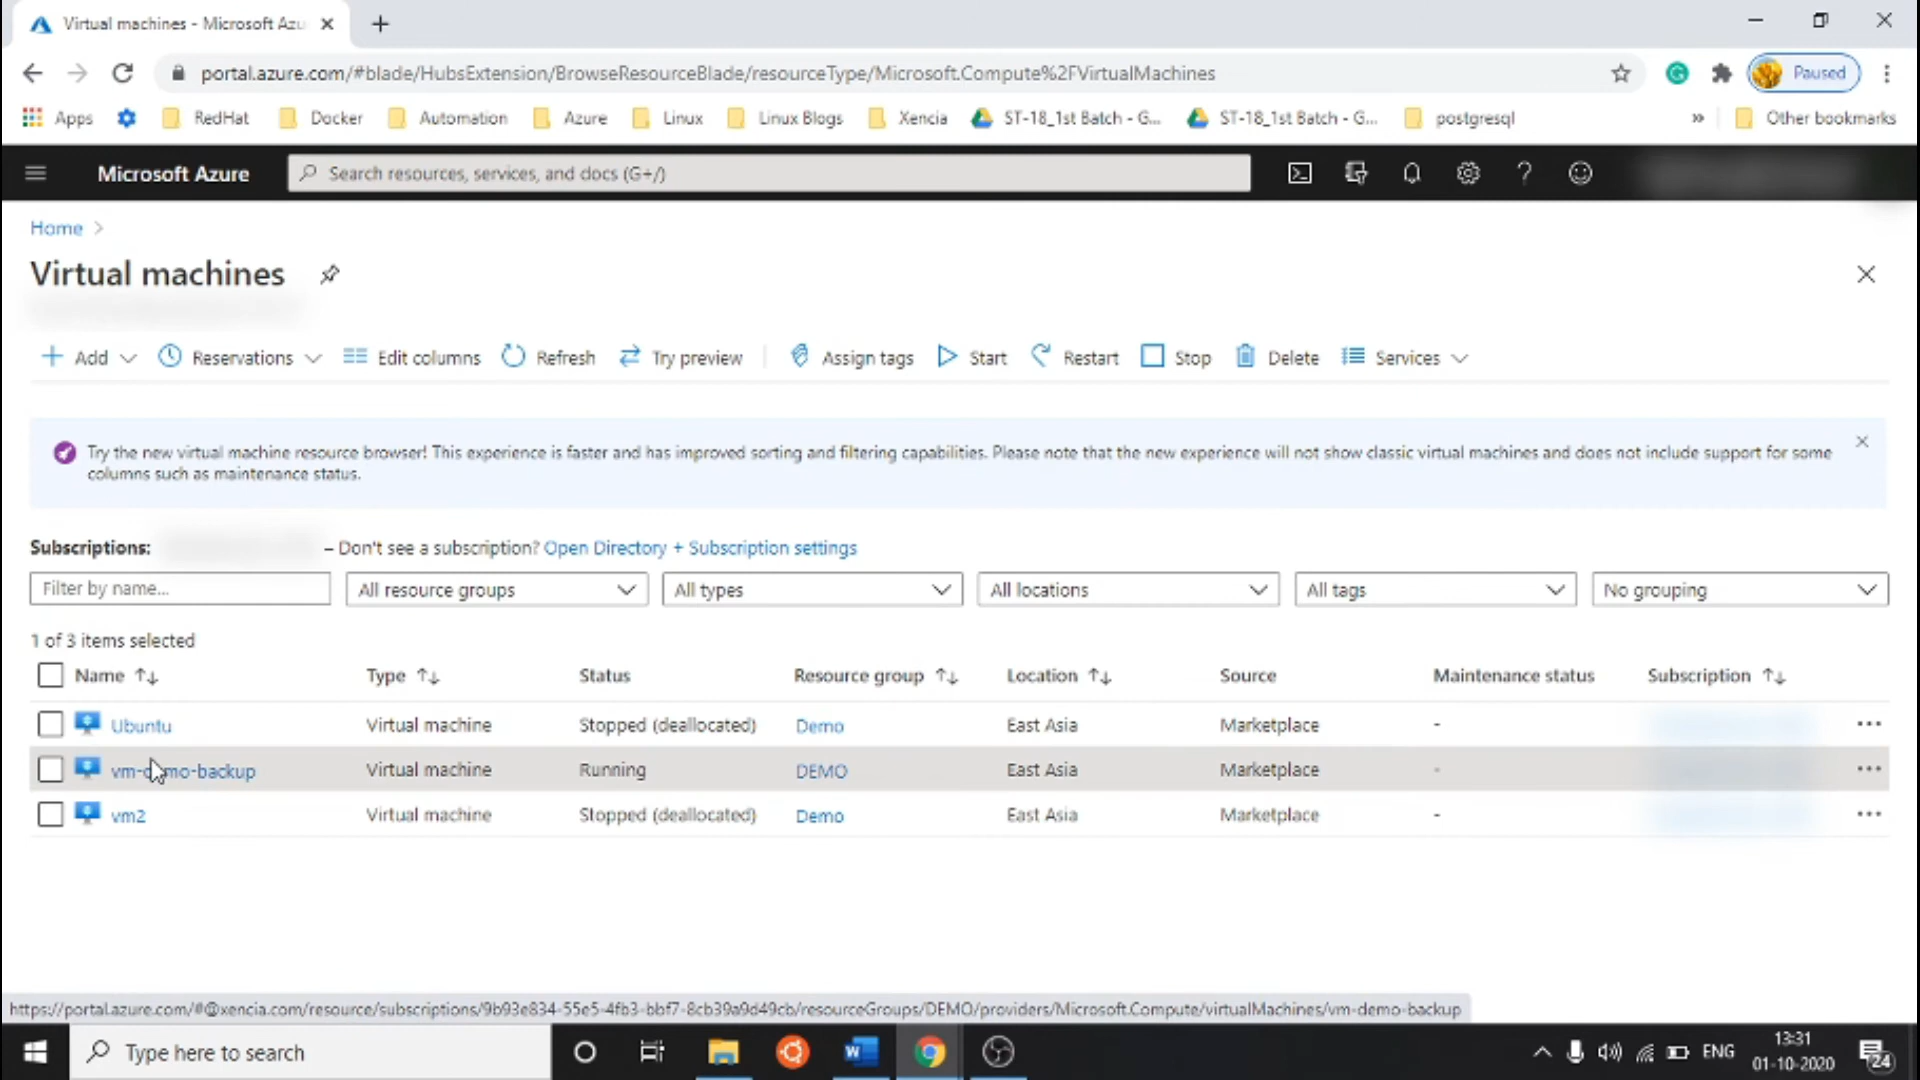 Virtual machines - Microsoft Azu
portal.azure.com/#blade/HubsExtension/BrowseResourceBlade/resourceType/Microsoft.Compute%2FVirtualMachines
Paused
Apps RedHat Docker Automation Azure Linux Linux Blogs Xencia ST-18_1st Batch - G... ST-18_1st Batch - G... postgresql » Other bookmarks
Microsoft Azure Search resources, services, and docs (G+/)
Home >
Virtual machines
Add Reservations Edit columns Refresh Try preview Assign tags Start Restart Stop Delete Services
Try the new virtual machine resource browser! This experience is faster and has improved sorting and filtering capabilities. Please note that the new experience will not show classic virtual machines and does not include support for some
columns such as maintenance status.
Subscriptions: – Don't see a subscription? Open Directory + Subscription settings
Filter by name... All resource groups All types All locations All tags No grouping
1 of 3 items selected
Name Type Status Resource group Location Source Maintenance status Subscription
Ubuntu Virtual machine Stopped (deallocated) Demo East Asia Marketplace -
vm-demo-backup Virtual machine Running DEMO East Asia Marketplace -
vm2 Virtual machine Stopped (deallocated) Demo East Asia Marketplace -
https://portal.azure.com/#@xencia.com/resource/subscriptions/9b93e834-55e5-4fb3-bbf7-8cb39a9d49cb/resourceGroups/DEMO/providers/Microsoft.Compute/virtualMachines/vm-demo-backup
Type here to search
ENG
13:31
01-10-2020
24